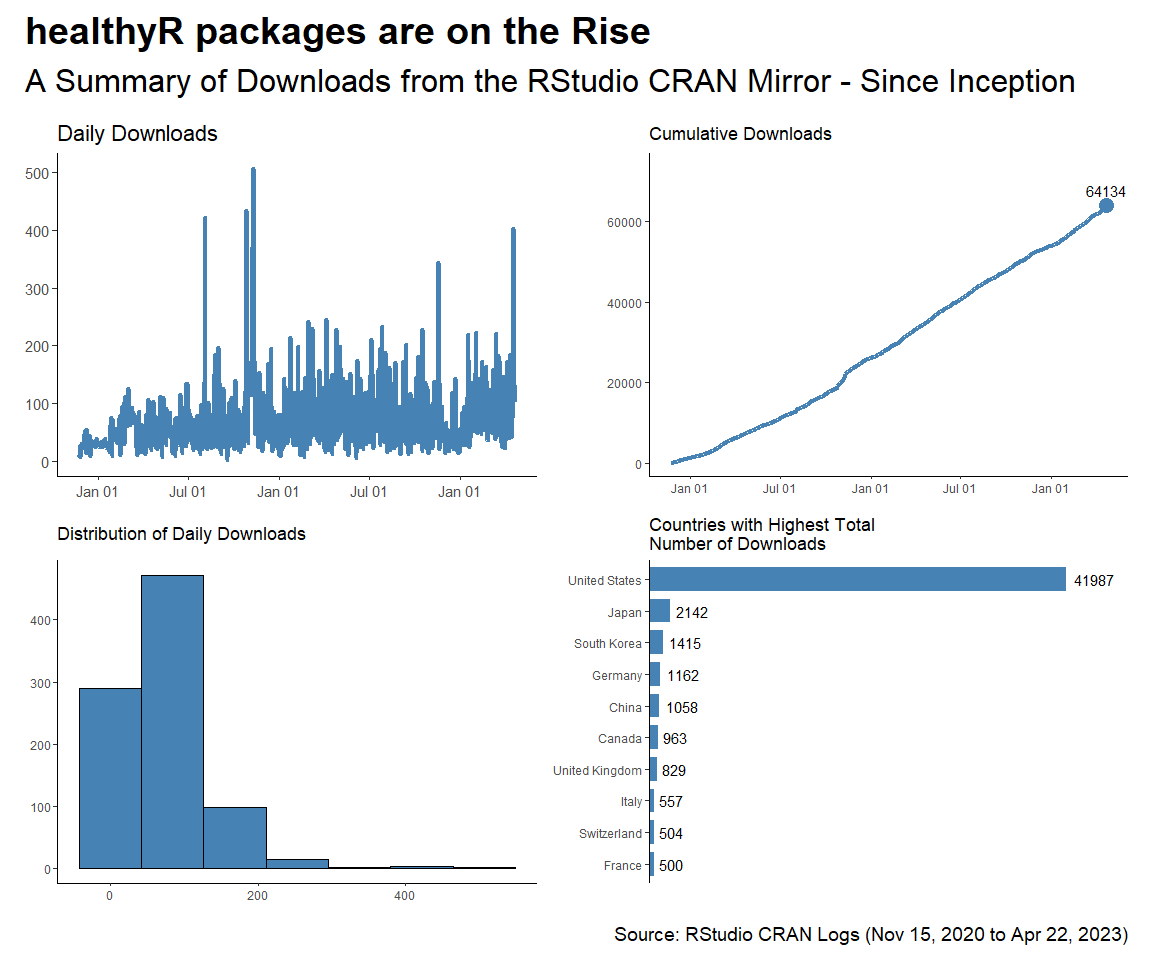 healthyR packages are on the Rise
A Summary of Downloads from the RStudio CRAN Mirror - Since Inception
Daily Downloads
500
400
300
200
100
0
Jan 01 Jul 01 Jan 01 Jul 01 Jan 01
Cumulative Downloads
64134
60000
40000
20000
0
Jan 01 Jul 01 Jan 01 Jul 01 Jan 01
Distribution of Daily Downloads
400
300
200
100
0
0 200 400
Countries with Highest Total
Number of Downloads
United States 41987
Japan 2142
South Korea 1415
Germany 1162
China 1058
Canada 963
United Kingdom 829
Italy 557
Switzerland 504
France 500
Source: RStudio CRAN Logs (Nov 15, 2020 to Apr 22, 2023)